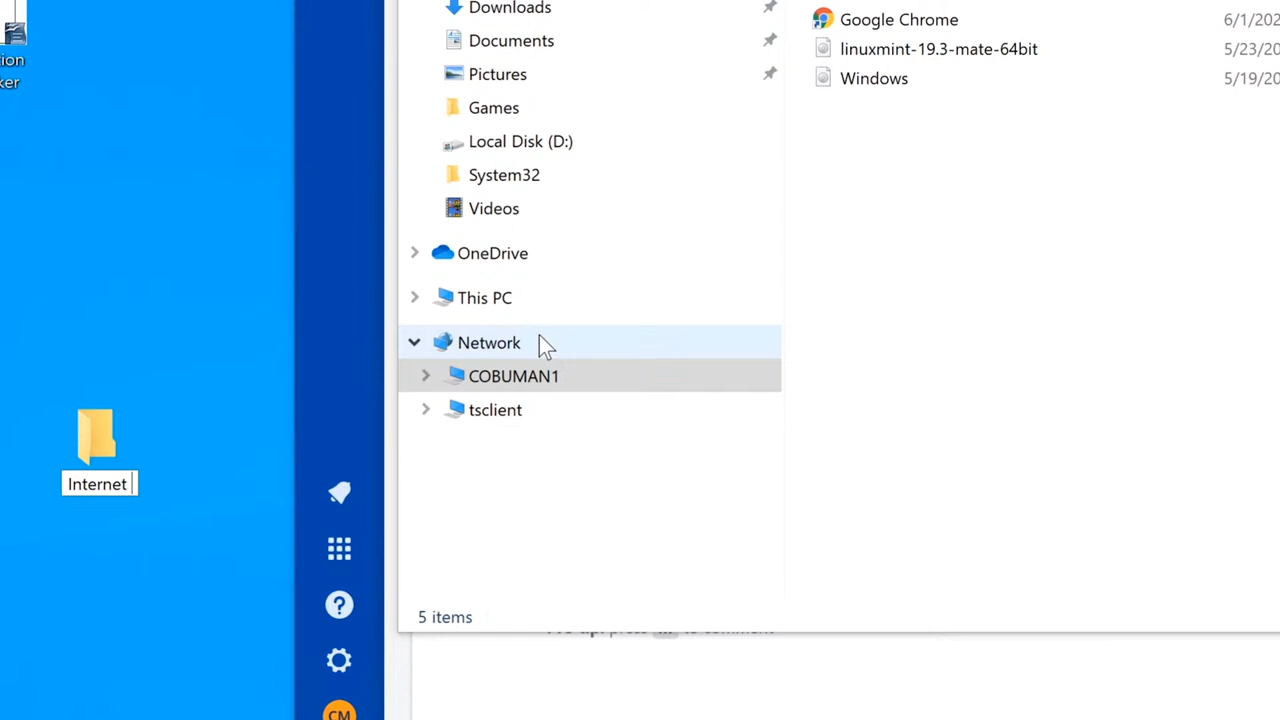 tion
ker
Internet
Downloads
Documents
Pictures
Games
Local Disk (D:)
System32
Videos
OneDrive
This PC
Network
COBUMAN1
tsclient
5 items
Google Chrome 6/1/202
linuxmint-19.3-mate-64bit 5/23/20
Windows 5/19/20
CM